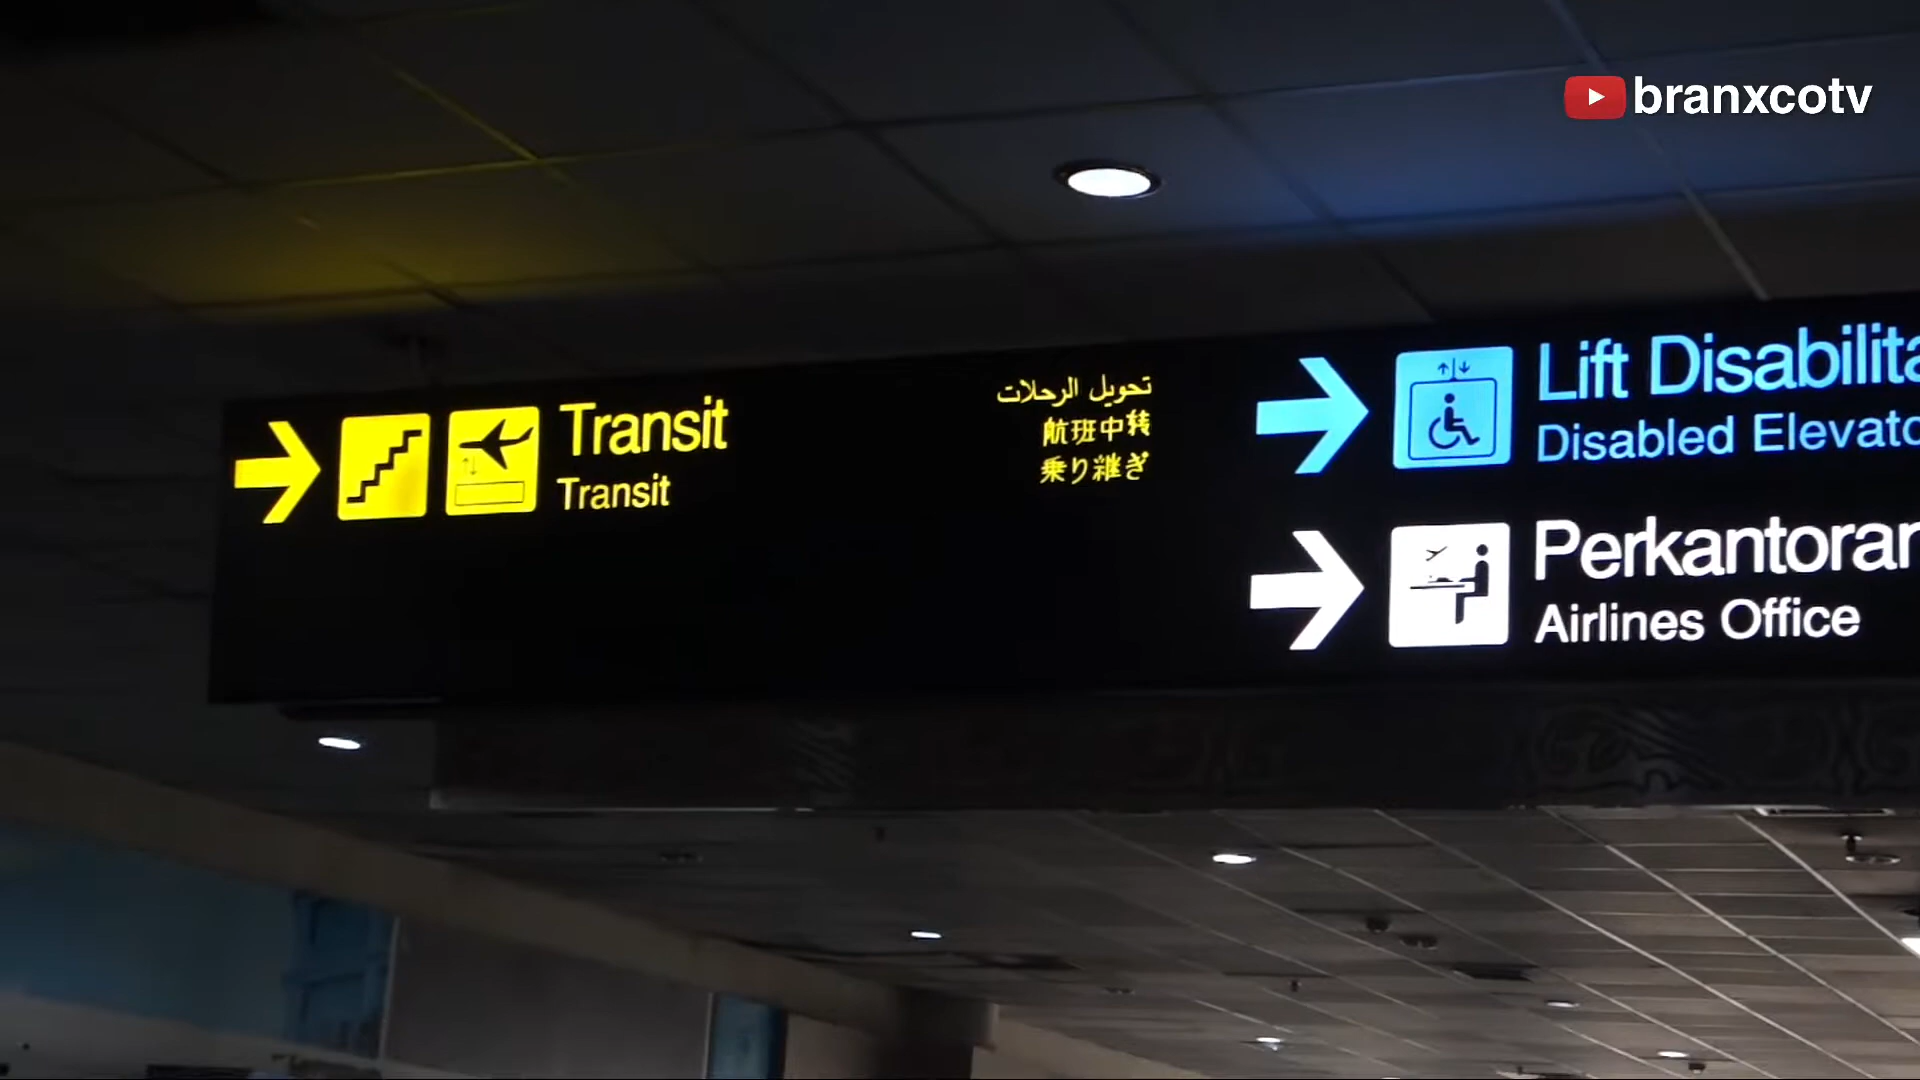 branxcotv
Transit
Transit
تحويل الرحلات
航班中转
乗り継ぎ
Lift Disabilita
Disabled Elevato
Perkantoran
Airlines Office